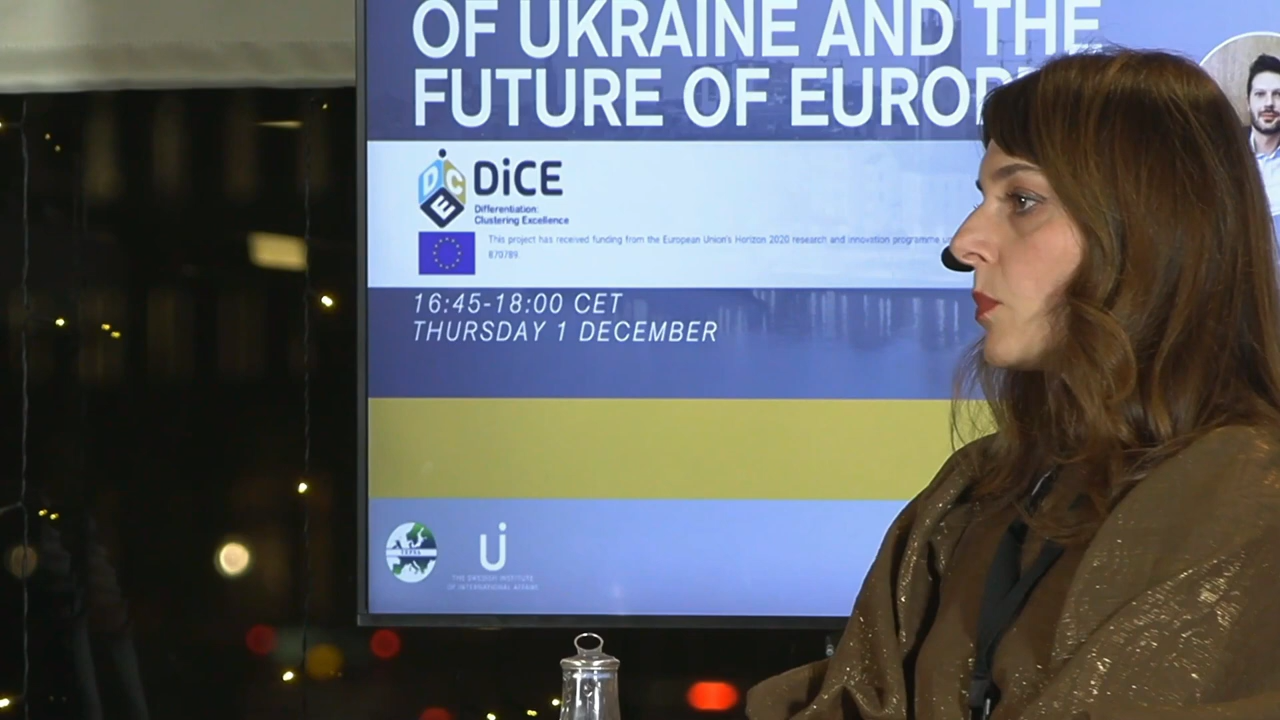 OF UKRAINE AND THE
FUTURE OF EUROP
DiCE
Differentiation:
Clustering Excellence
This project has received funding from the European Union's Horizon 2020 research and innovation programme
870789.
16:45-18:00 CET
THURSDAY 1 DECEMBER
TEPSA
Ui
THE SWEDISH INSTITUTE
OF INTERNATIONAL AFFAIRS